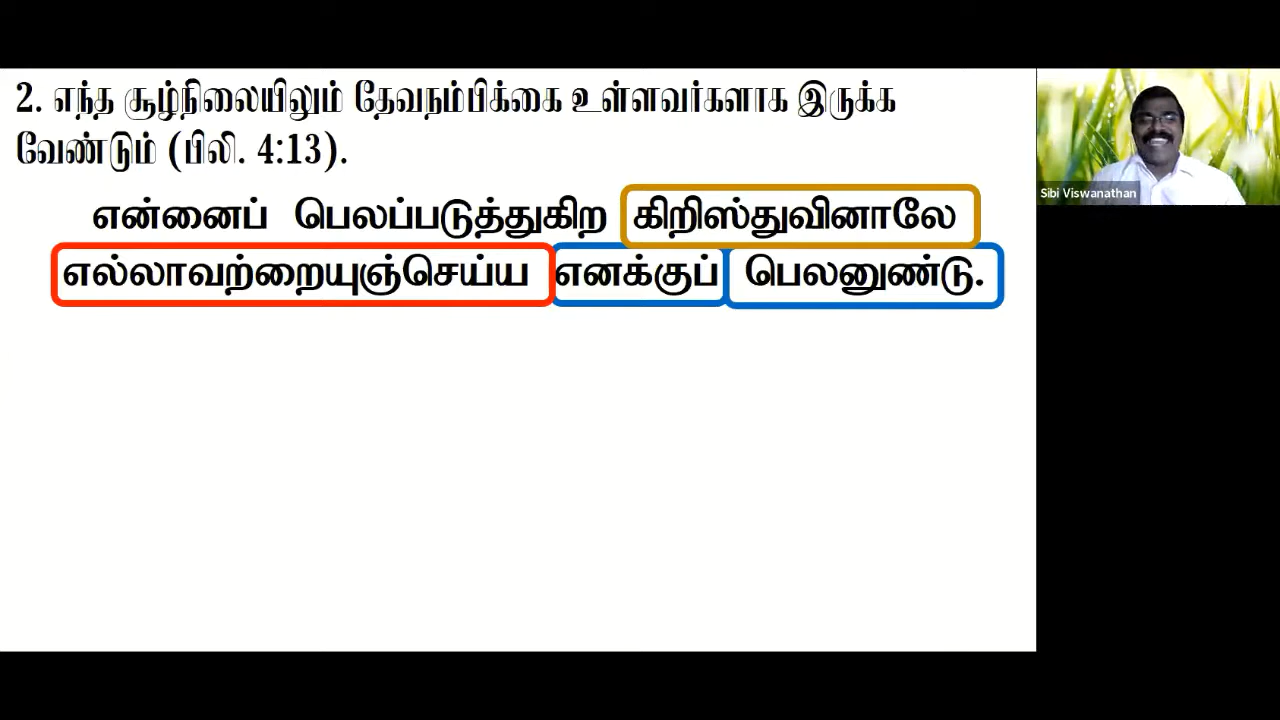 2. எந்த சூழ்நிலையிலும் தேவநம்பிக்கை உள்ளவர்களாக இருக்க
வேண்டும் (பிலி. 4:13).
என்னைப் பெலப்படுத்துகிற கிறிஸ்துவினாலே
எல்லாவற்றையுஞ்செய்ய எனக்குப் பெலனுண்டு.
Sibi Viswanathan